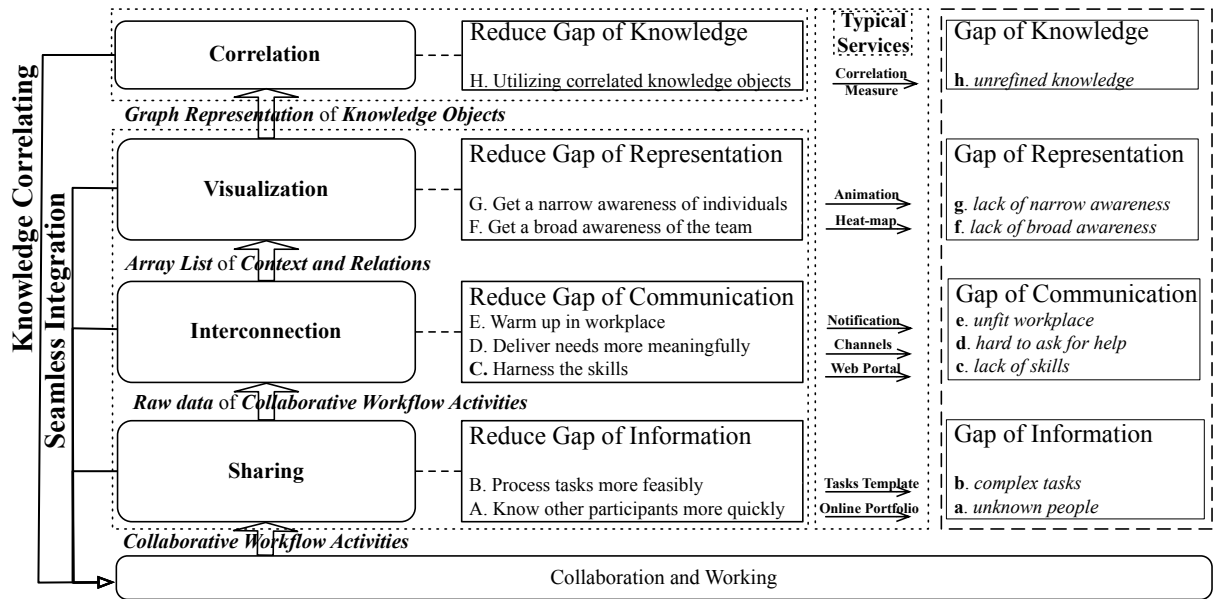 Knowledge Correlating
Seamless Integration
Correlation
Reduce Gap of Knowledge
H. Utilizing correlated knowledge objects
Typical
Services
Correlation
Measure
Gap of Knowledge
h. unrefined knowledge
Graph Representation of Knowledge Objects
Visualization
Reduce Gap of Representation
G. Get a narrow awareness of individuals
F. Get a broad awareness of the team
Animation
Heat-map
Gap of Representation
g. lack of narrow awareness
f. lack of broad awareness
Array List of Context and Relations
Interconnection
Reduce Gap of Communication
E. Warm up in workplace
D. Deliver needs more meaningfully
C. Harness the skills
Notification
Channels
Web Portal
Gap of Communication
e. unfit workplace
d. hard to ask for help
c. lack of skills
Raw data of Collaborative Workflow Activities
Sharing
Reduce Gap of Information
B. Process tasks more feasibly
A. Know other participants more quickly
Tasks Template
Online Portfolio
Gap of Information
b. complex tasks
a. unknown people
Collaborative Workflow Activities
Collaboration and Working